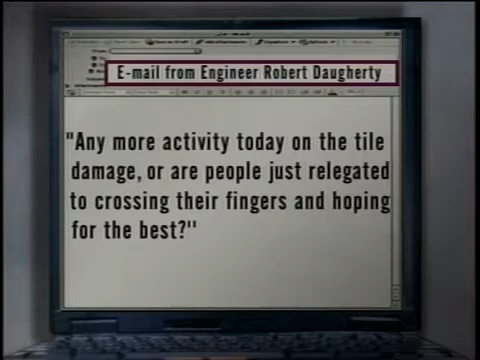 E-mail from Engineer Robert Daugherty
"Any more activity today on the tile
damage, or are people just relegated
to crossing their fingers and hoping
for the best?"